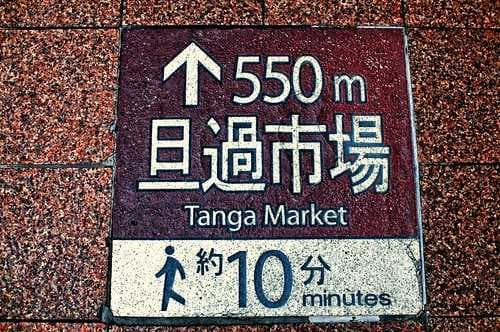 ↑ 550 m
旦過市場
Tanga Market
約10分
minutes